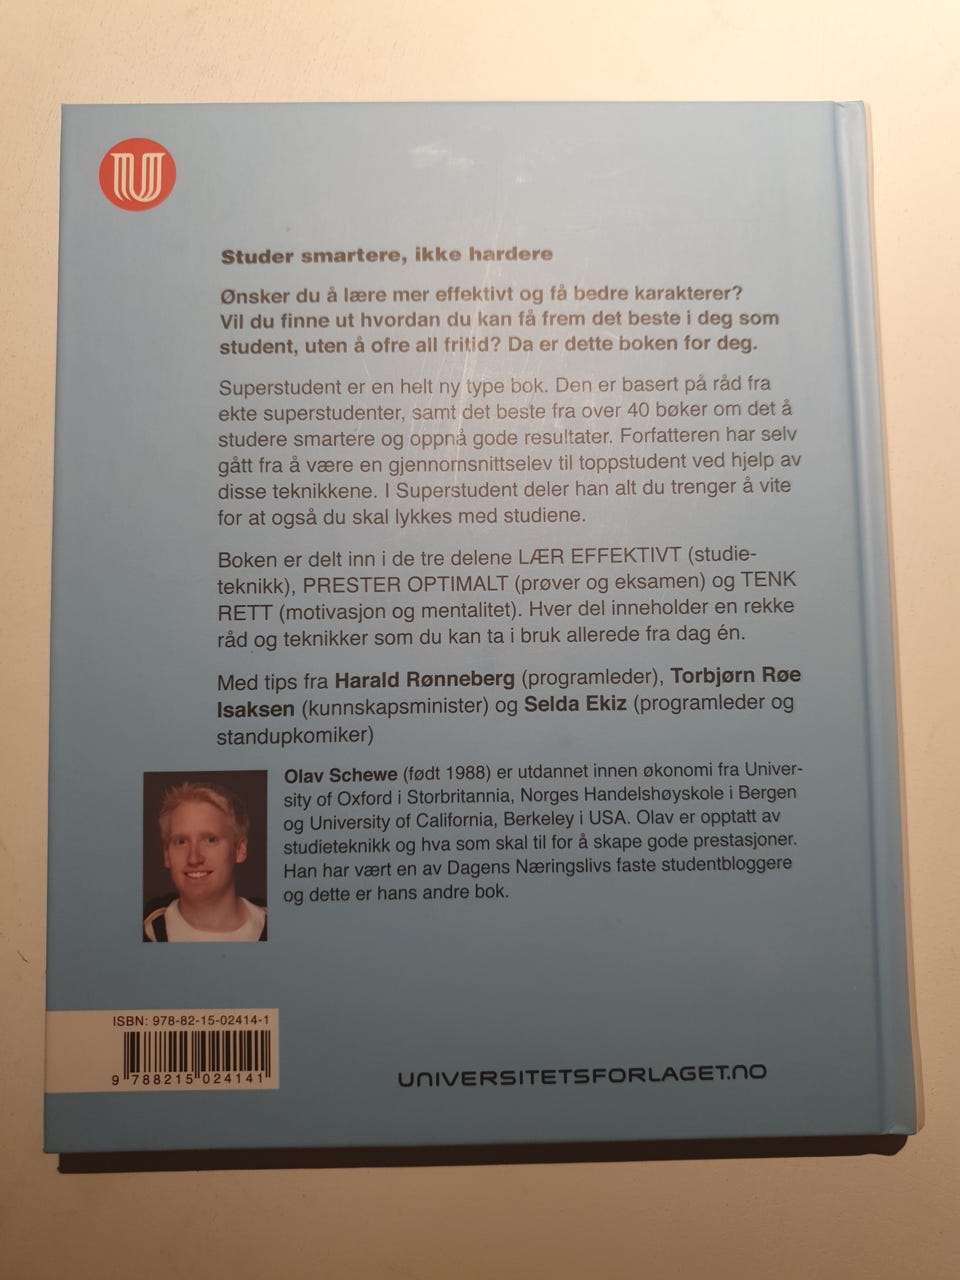 U
Studer smartere, ikke hardere
Ønsker du å lære mer effektivt og få bedre karakterer?
Vil du finne ut hvordan du kan få frem det beste i deg som
student, uten å ofre all fritid? Da er dette boken for deg.
Superstudent er en helt ny type bok. Den er basert på råd fra
ekte superstudenter, samt det beste fra over 40 bøker om det å
studere smartere og oppnå gode resultater. Forfatteren har selv
gått fra å være en gjennomsnittselev til toppstudent ved hjelp av
disse teknikkene. I Superstudent deler han alt du trenger å vite
for at også du skal lykkes med studiene.
Boken er delt inn i de tre delene LÆR EFFEKTIVT (studie-
teknikk), PRESTER OPTIMALT (prøver og eksamen) og TENK
RETT (motivasjon og mentalitet). Hver del inneholder en rekke
råd og teknikker som du kan ta i bruk allerede fra dag én.
Med tips fra Harald Rønneberg (programleder), Torbjørn Røe
Isaksen (kunnskapsminister) og Selda Ekiz (programleder og
standupkomiker)
Olav Schewe (født 1988) er utdannet innen økonomi fra Univer-
sity of Oxford i Storbritannia, Norges Handelshøyskole i Bergen
og University of California, Berkeley i USA. Olav er opptatt av
studieteknikk og hva som skal til for å skape gode prestasjoner.
Han har vært en av Dagens Næringslivs faste studentbloggere
og dette er hans andre bok.
ISBN: 978-82-15-02414-1
9 788215 024141
UNIVERSITETSFORLAGET.NO